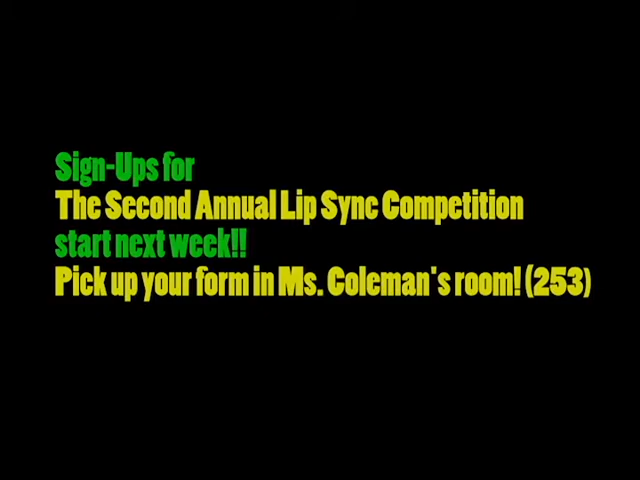 Sign-Ups for
The Second Annual Lip Sync Competition
start next week!!
Pick up your form in Ms. Coleman's room! (253)